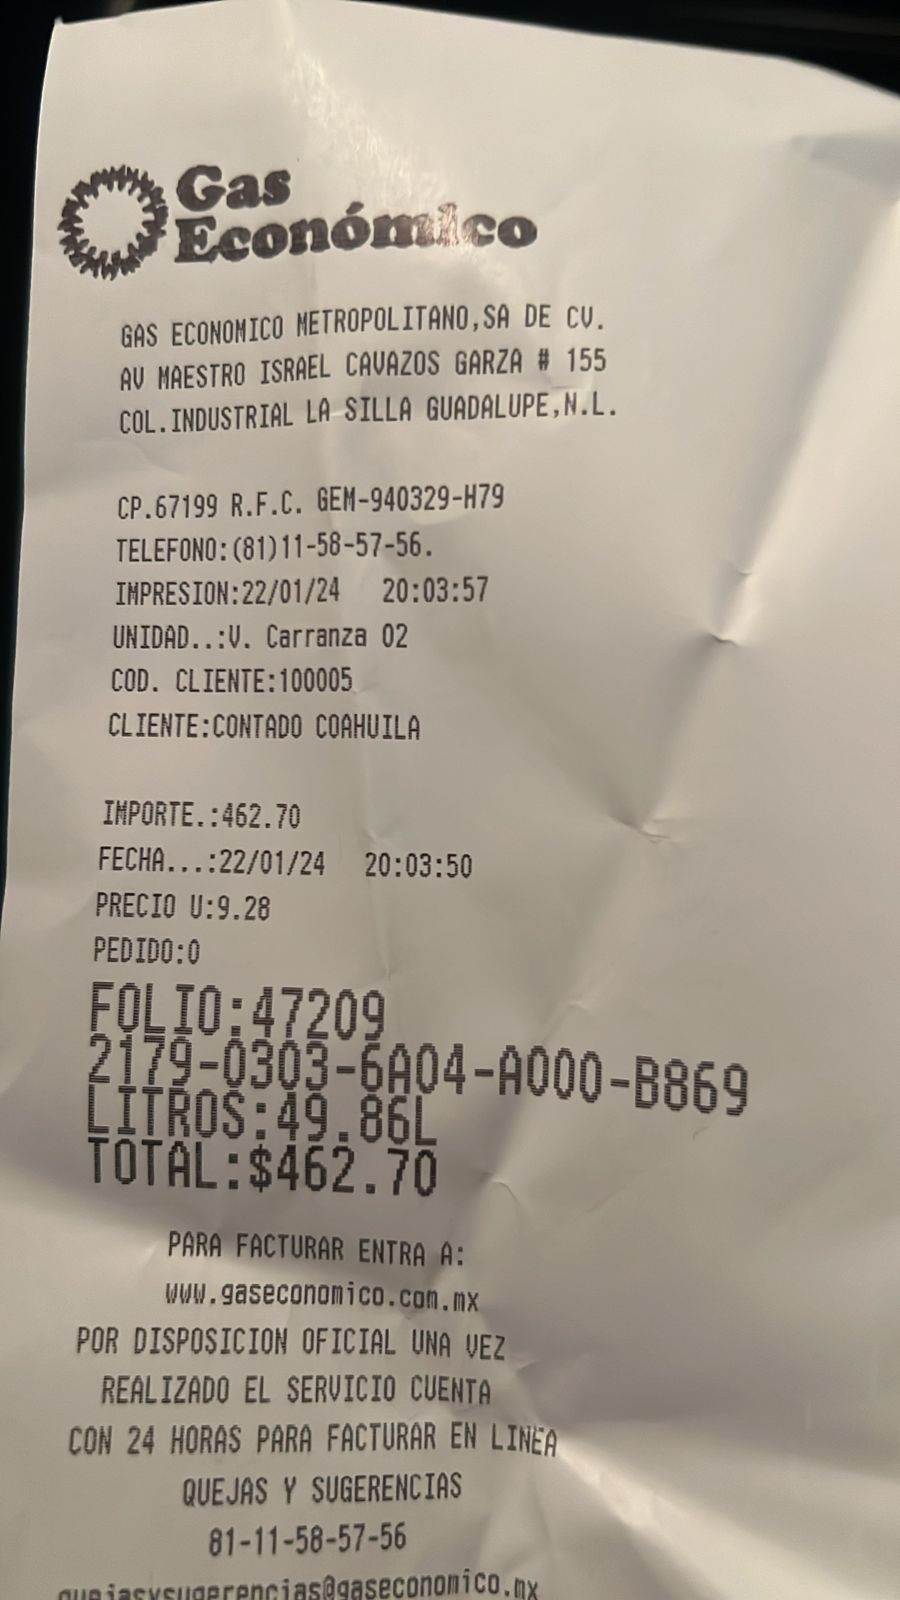 Gas
Económico
GAS ECONOMICO METROPOLITANO,SA DE CV.
AV MAESTRO ISRAEL CAVAZOS GARZA # 155
COL.INDUSTRIAL LA SILLA GUADALUPE,N.L.
CP.67199 R.F.C. GEM-940329-H79
TELEFONO:(81)11-58-57-56.
IMPRESION:22/01/24 20:03:57
UNIDAD..:V. Carranza 02
COD. CLIENTE:100005
CLIENTE:CONTADO COAHUILA
IMPORTE.:462.70
FECHA...:22/01/24 20:03:50
PRECIO U:9.28
PEDIDO:0
FOLIO:47209
2179-0303-6A04-A000-B869
LITROS:49.86L
TOTAL:$462.70
PARA FACTURAR ENTRA A:
www.gaseconomico.com.mx
POR DISPOSICION OFICIAL UNA VEZ
REALIZADO EL SERVICIO CUENTA
CON 24 HORAS PARA FACTURAR EN LINEA
QUEJAS Y SUGERENCIAS
81-11-58-57-56
quejasysugerencias@gaseconomico.mx